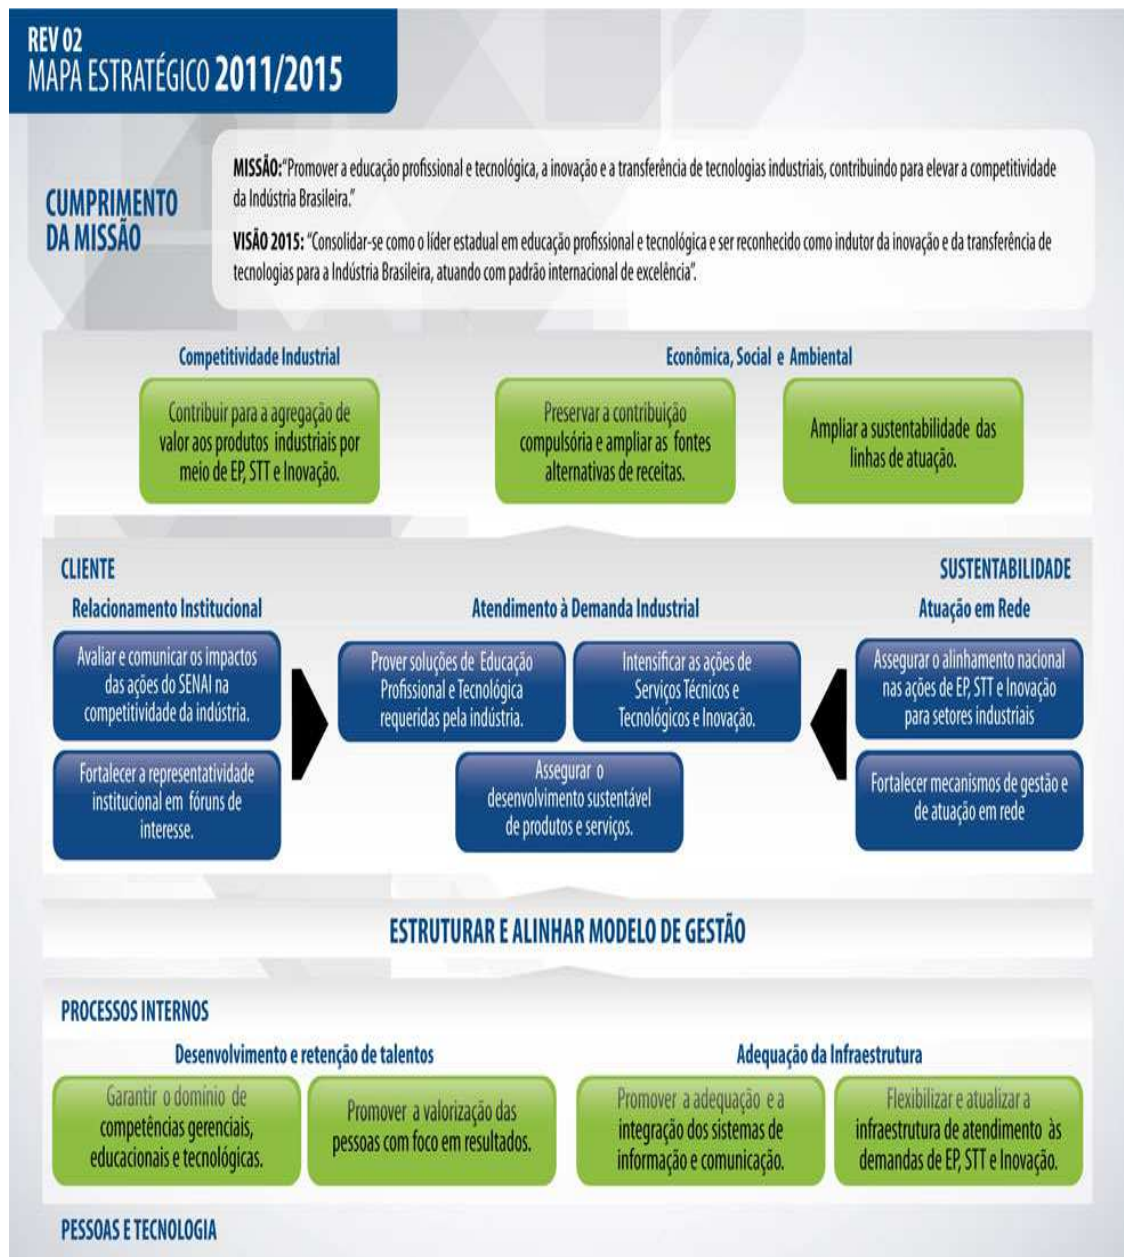 REV 02
MAPA ESTRATÉGICO 2011/2015
CUMPRIMENTO
DA MISSÃO
MISSÃO:“Promover a educação profissional e tecnológica, a inovação e a transferência de tecnologias industriais, contribuindo para elevar a competitividade
da Indústria Brasileira.”
VISÃO 2015: “Consolidar-se como o líder estadual em educação profissional e tecnológica e ser reconhecido como indutor da inovação e da transferência de
tecnologias para a Indústria Brasileira, atuando com padrão internacional de excelência”.
Competitividade Industrial
Contribuir para a agregação de
valor aos produtos industriais por
meio de EP, STT e Inovação.
Econômica, Social e Ambiental
Preservar a contribuição
compulsória e ampliar as fontes
alternativas de receitas.
Ampliar a sustentabilidade das
linhas de atuação.
CLIENTE
SUSTENTABILIDADE
Relacionamento Institucional
Avaliar e comunicar os impactos
das ações do SENAI na
competitividade da indústria.
Fortalecer a representatividade
institucional em fóruns de
interesse.
Atendimento à Demanda Industrial
Prover soluções de Educação
Profissional e Tecnológica
requeridas pela indústria.
Intensificar as ações de
Serviços Técnicos e
Tecnológicos e Inovação.
Assegurar o
desenvolvimento sustentável
de produtos e serviços.
Atuação em Rede
Assegurar o alinhamento nacional
nas ações de EP, STT e Inovação
para setores industriais
Fortalecer mecanismos de gestão e
de atuação em rede
ESTRUTURAR E ALINHAR MODELO DE GESTÃO
PROCESSOS INTERNOS
Desenvolvimento e retenção de talentos
Garantir o domínio de
competências gerenciais,
educacionais e tecnológicas.
Promover a valorização das
pessoas com foco em resultados.
Adequação da Infraestrutura
Promover a adequação e a
integração dos sistemas de
informação e comunicação.
Flexibilizar e atualizar a
infraestrutura de atendimento às
demandas de EP, STT e Inovação.
PESSOAS E TECNOLOGIA